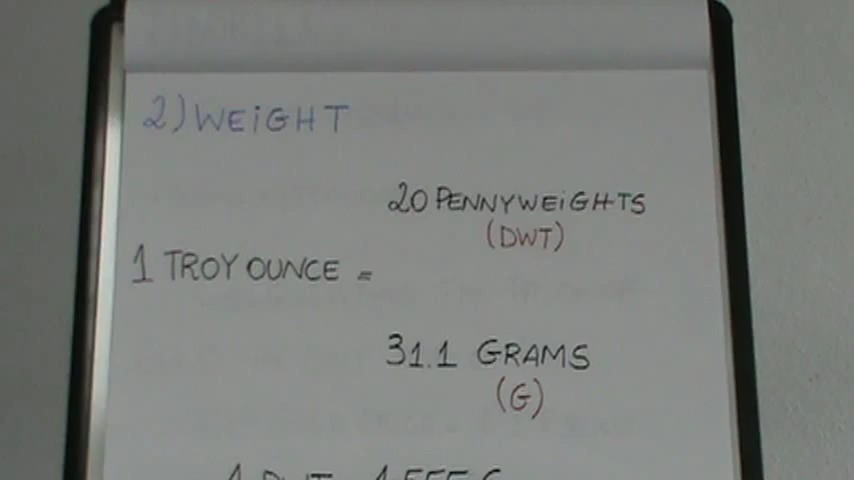 2) WEiGHT
20 PENNYWEiGHTS
(DWT)
1 TROY OUNCE =
31.1 GRAMS
(G)